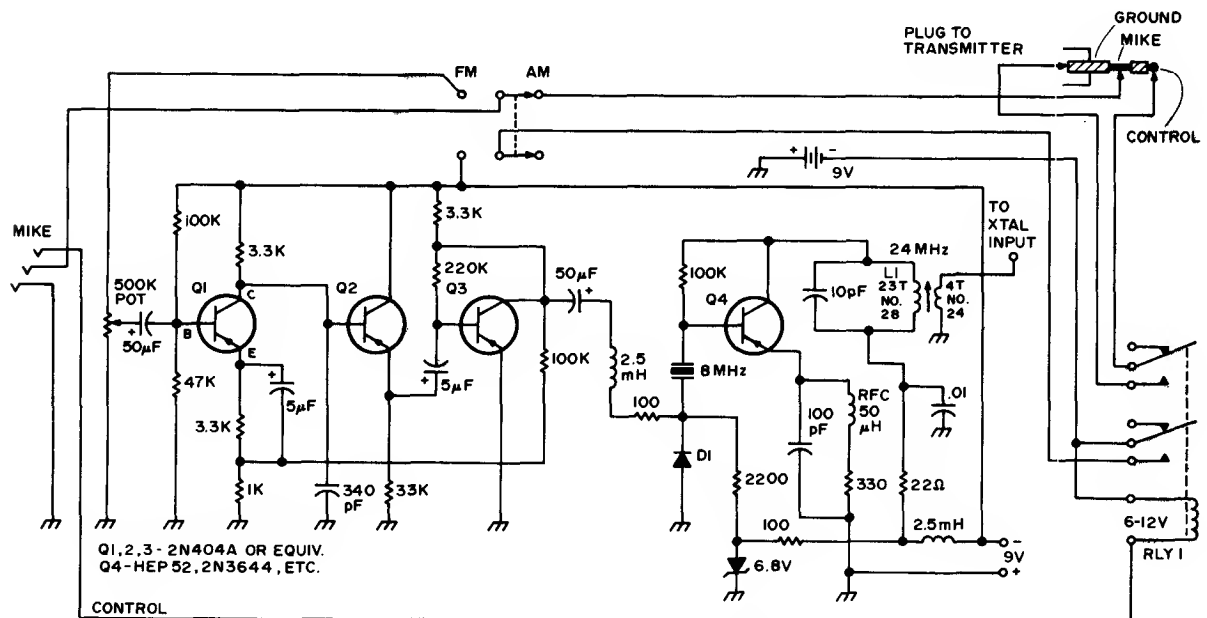 GROUND
PLUG TO
TRANSMITTER
MIKE
FM
AM
CONTROL
+
-
9V
TO
XTAL
INPUT
MIKE
100K
3.3K
3.3K
220K
500K
POT
+
50µF
Q1
B
C
E
Q2
Q3
50µF
+
100K
Q4
10pF
24 MHz
L1
23T
NO.
28
4T
NO.
24
47K
+
5µF
+
5µF
100K
2.5
mH
8 MHz
100
100
pF
RFC
50
µH
.01
3.3K
D1
1K
340
pF
33K
2200
330
22Ω
100
2.5mH
-
9V
+
6.8V
6-12V
RLY 1
Q1,2,3-2N404A OR EQUIV.
Q4-HEP 52, 2N3644, ETC.
CONTROL